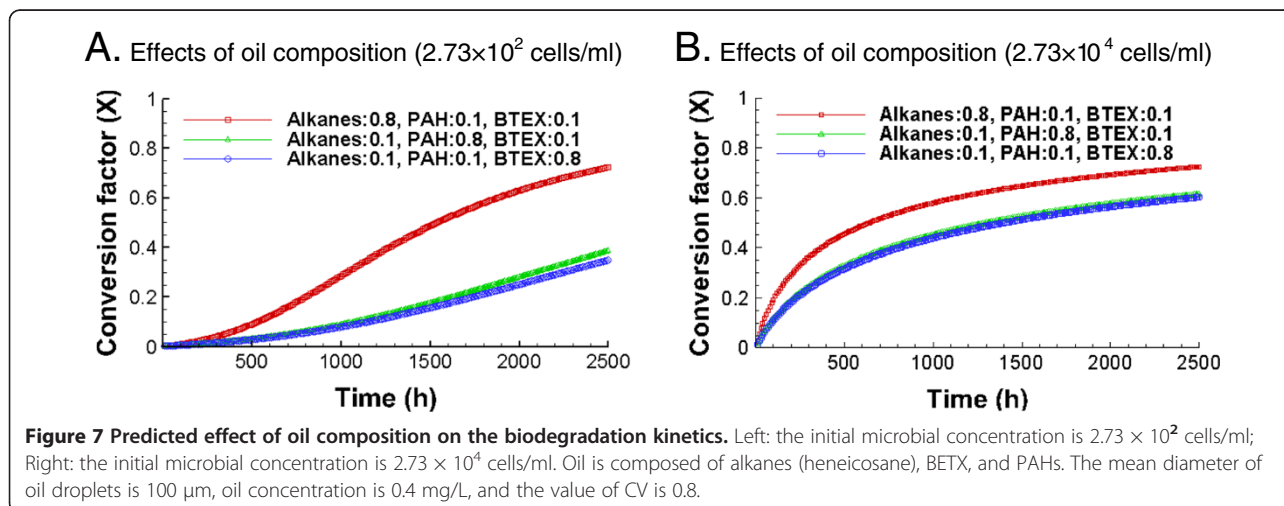 A. Effects of oil composition (2.73×10² cells/ml)
Conversion factor (X)
1
0.8
0.6
0.4
0.2
0
Alkanes:0.8, PAH:0.1, BTEX:0.1
Alkanes:0.1, PAH:0.8, BTEX:0.1
Alkanes:0.1, PAH:0.1, BTEX:0.8
500 1000 1500 2000 2500
Time (h)
B. Effects of oil composition (2.73×10⁴ cells/ml)
Conversion factor (X)
1
0.8
0.6
0.4
0.2
0
Alkanes:0.8, PAH:0.1, BTEX:0.1
Alkanes:0.1, PAH:0.8, BTEX:0.1
Alkanes:0.1, PAH:0.1, BTEX:0.8
500 1000 1500 2000 2500
Time (h)
Figure 7 Predicted effect of oil composition on the biodegradation kinetics. Left: the initial microbial concentration is 2.73 × 10² cells/ml;
Right: the initial microbial concentration is 2.73 × 10⁴ cells/ml. Oil is composed of alkanes (heneicosane), BETX, and PAHs. The mean diameter of
oil droplets is 100 μm, oil concentration is 0.4 mg/L, and the value of CV is 0.8.